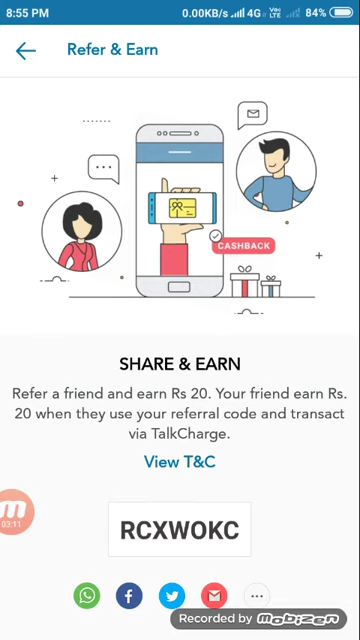 8:55 PM 0.00KB/s 4G Vo LTE 84%
Refer & Earn
CASHBACK
SHARE & EARN
Refer a friend and earn Rs 20. Your friend earn Rs.
20 when they use your referral code and transact
via TalkCharge.
View T&C
03:11
RCXWOKC
Recorded by mobizen